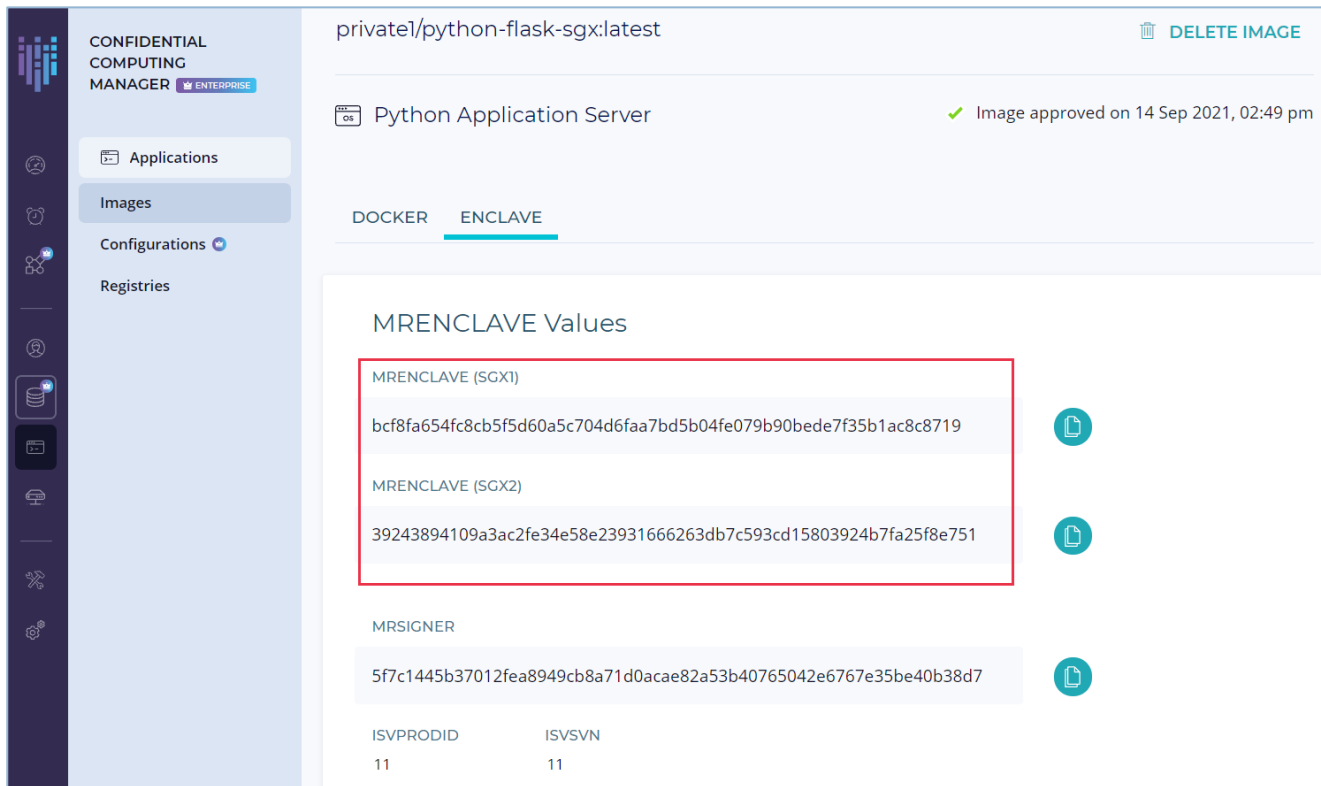 private1/python-flask-sgx:latest
DELETE IMAGE
CONFIDENTIAL
COMPUTING
MANAGER ENTERPRISE
Python Application Server
Image approved on 14 Sep 2021, 02:49 pm
Applications
Images
Configurations
Registries
DOCKER ENCLAVE
MRENCLAVE Values
MRENCLAVE (SGX1)
bcf8fa654fc8cb5f5d60a5c704d6faa7bd5b04fe079b90bede7f35b1ac8c8719
MRENCLAVE (SGX2)
39243894109a3ac2fe34e58e23931666263db7c593cd15803924b7fa25f8e751
MRSIGNER
5f7c1445b37012fea8949cb8a71d0acae82a53b40765042e6767e35be40b38d7
ISVPRODID ISVSVN
11 11